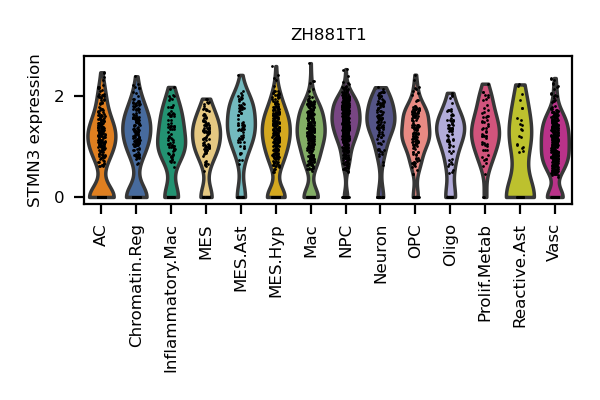 ZH881T1
STMN3 expression
2
0
AC
Chromatin.Reg
Inflammatory.Mac
MES
MES.Ast
MES.Hyp
Mac
NPC
Neuron
OPC
Oligo
Prolif.Metab
Reactive.Ast
Vasc